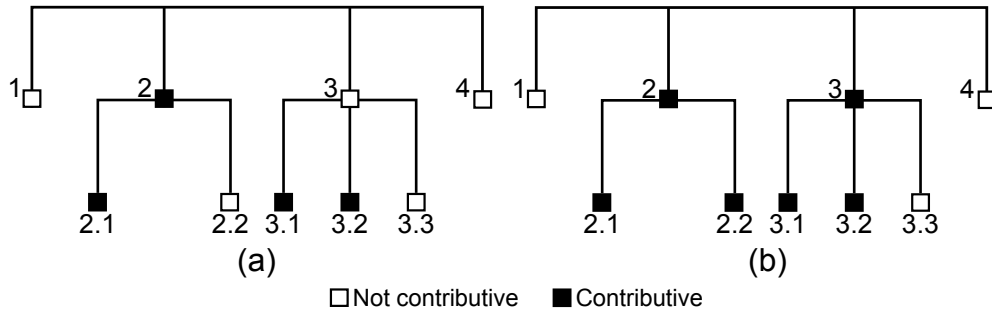 1 2 3 4
2.1 2.2 3.1 3.2 3.3
(a)
1 2 3 4
2.1 2.2 3.1 3.2 3.3
(b)
Not contributive Contributive